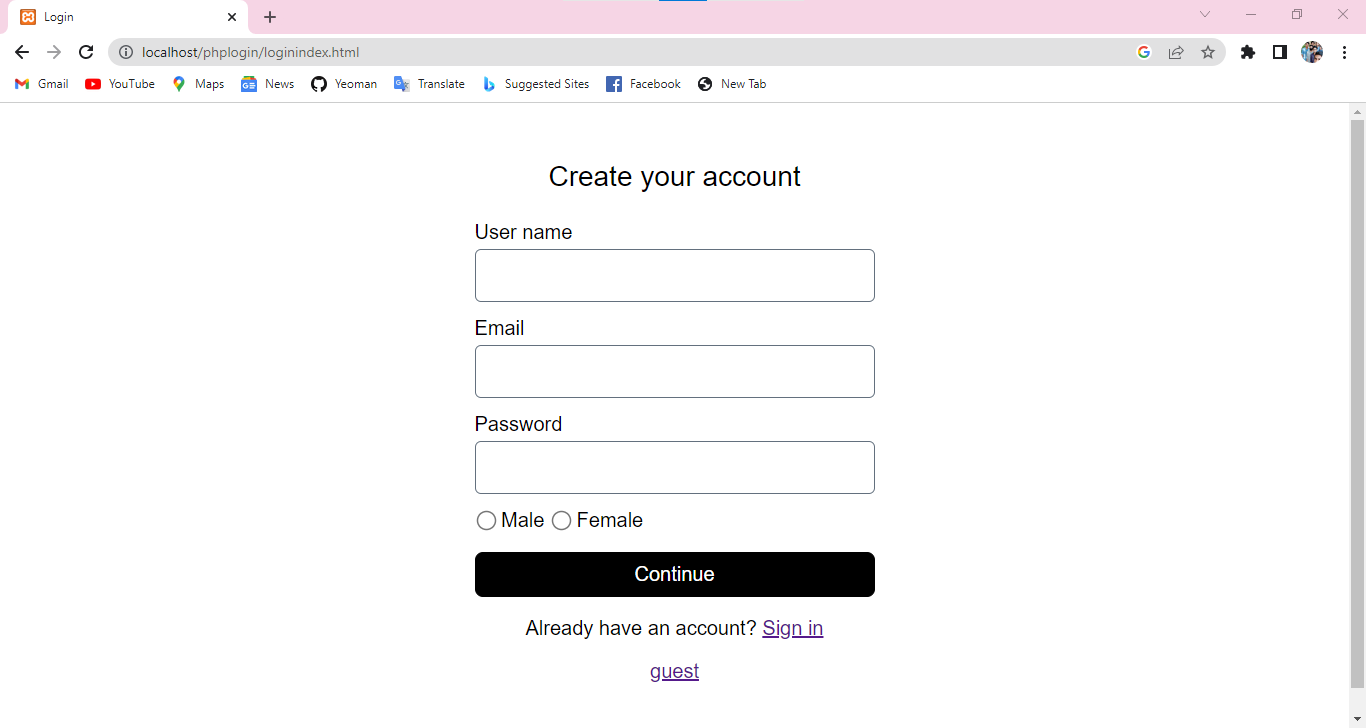 Login
localhost/phplogin/loginindex.html
Gmail YouTube Maps News Yeoman Translate Suggested Sites Facebook New Tab
Create your account
User name
Email
Password
Male Female
Continue
Already have an account? Sign in
guest